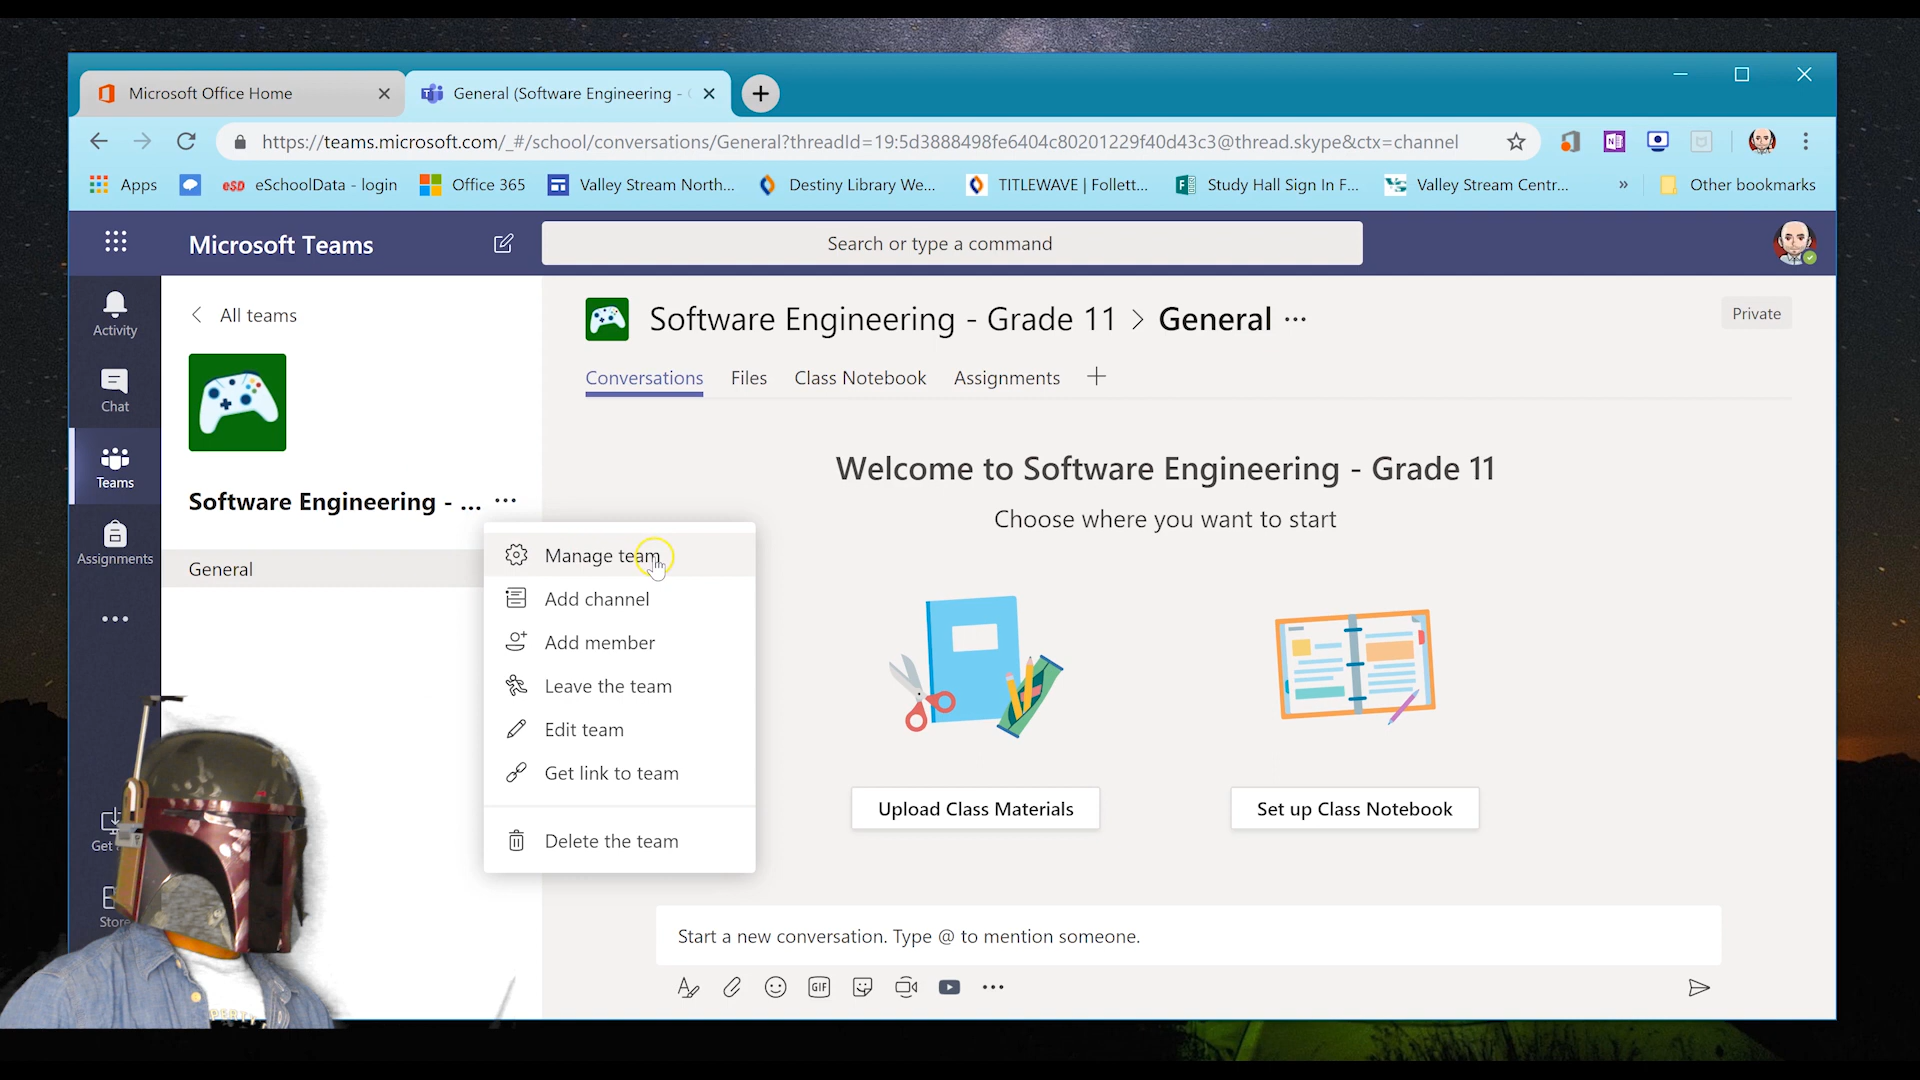 Microsoft Office Home
General (Software Engineering -
https://teams.microsoft.com/_#/school/conversations/General?threadId=19:5d3888498fe6404c80201229f40d43c3@thread.skype&ctx=channel
Apps
eSD eSchoolData - login
Office 365
Valley Stream North...
Destiny Library We...
TITLEWAVE | Follett...
Study Hall Sign In F...
Valley Stream Centr...
»
Other bookmarks
Microsoft Teams
Search or type a command
Activity
Chat
Teams
Assignments
Get
Store
All teams
Software Engineering - ...
General
Manage team
Add channel
Add member
Leave the team
Edit team
Get link to team
Delete the team
Software Engineering - Grade 11 > General ...
Private
Conversations
Files
Class Notebook
Assignments
Welcome to Software Engineering - Grade 11
Choose where you want to start
Upload Class Materials
Set up Class Notebook
Start a new conversation. Type @ to mention someone.
GIF